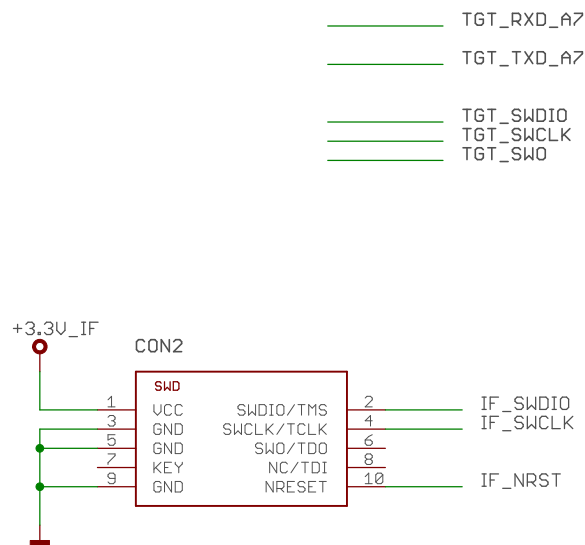 TGT_RXD_A7
TGT_TXD_A7
TGT_SWDIO
TGT_SWCLK
TGT_SWO
+3.3V_IF
CON2
SWD
1 VCC SWDIO/TMS 2 IF_SWDIO
3 GND SWCLK/TCLK 4 IF_SWCLK
5 GND SWO/TDO 6
7 KEY NC/TDI 8
9 GND NRESET 10 IF_NRST